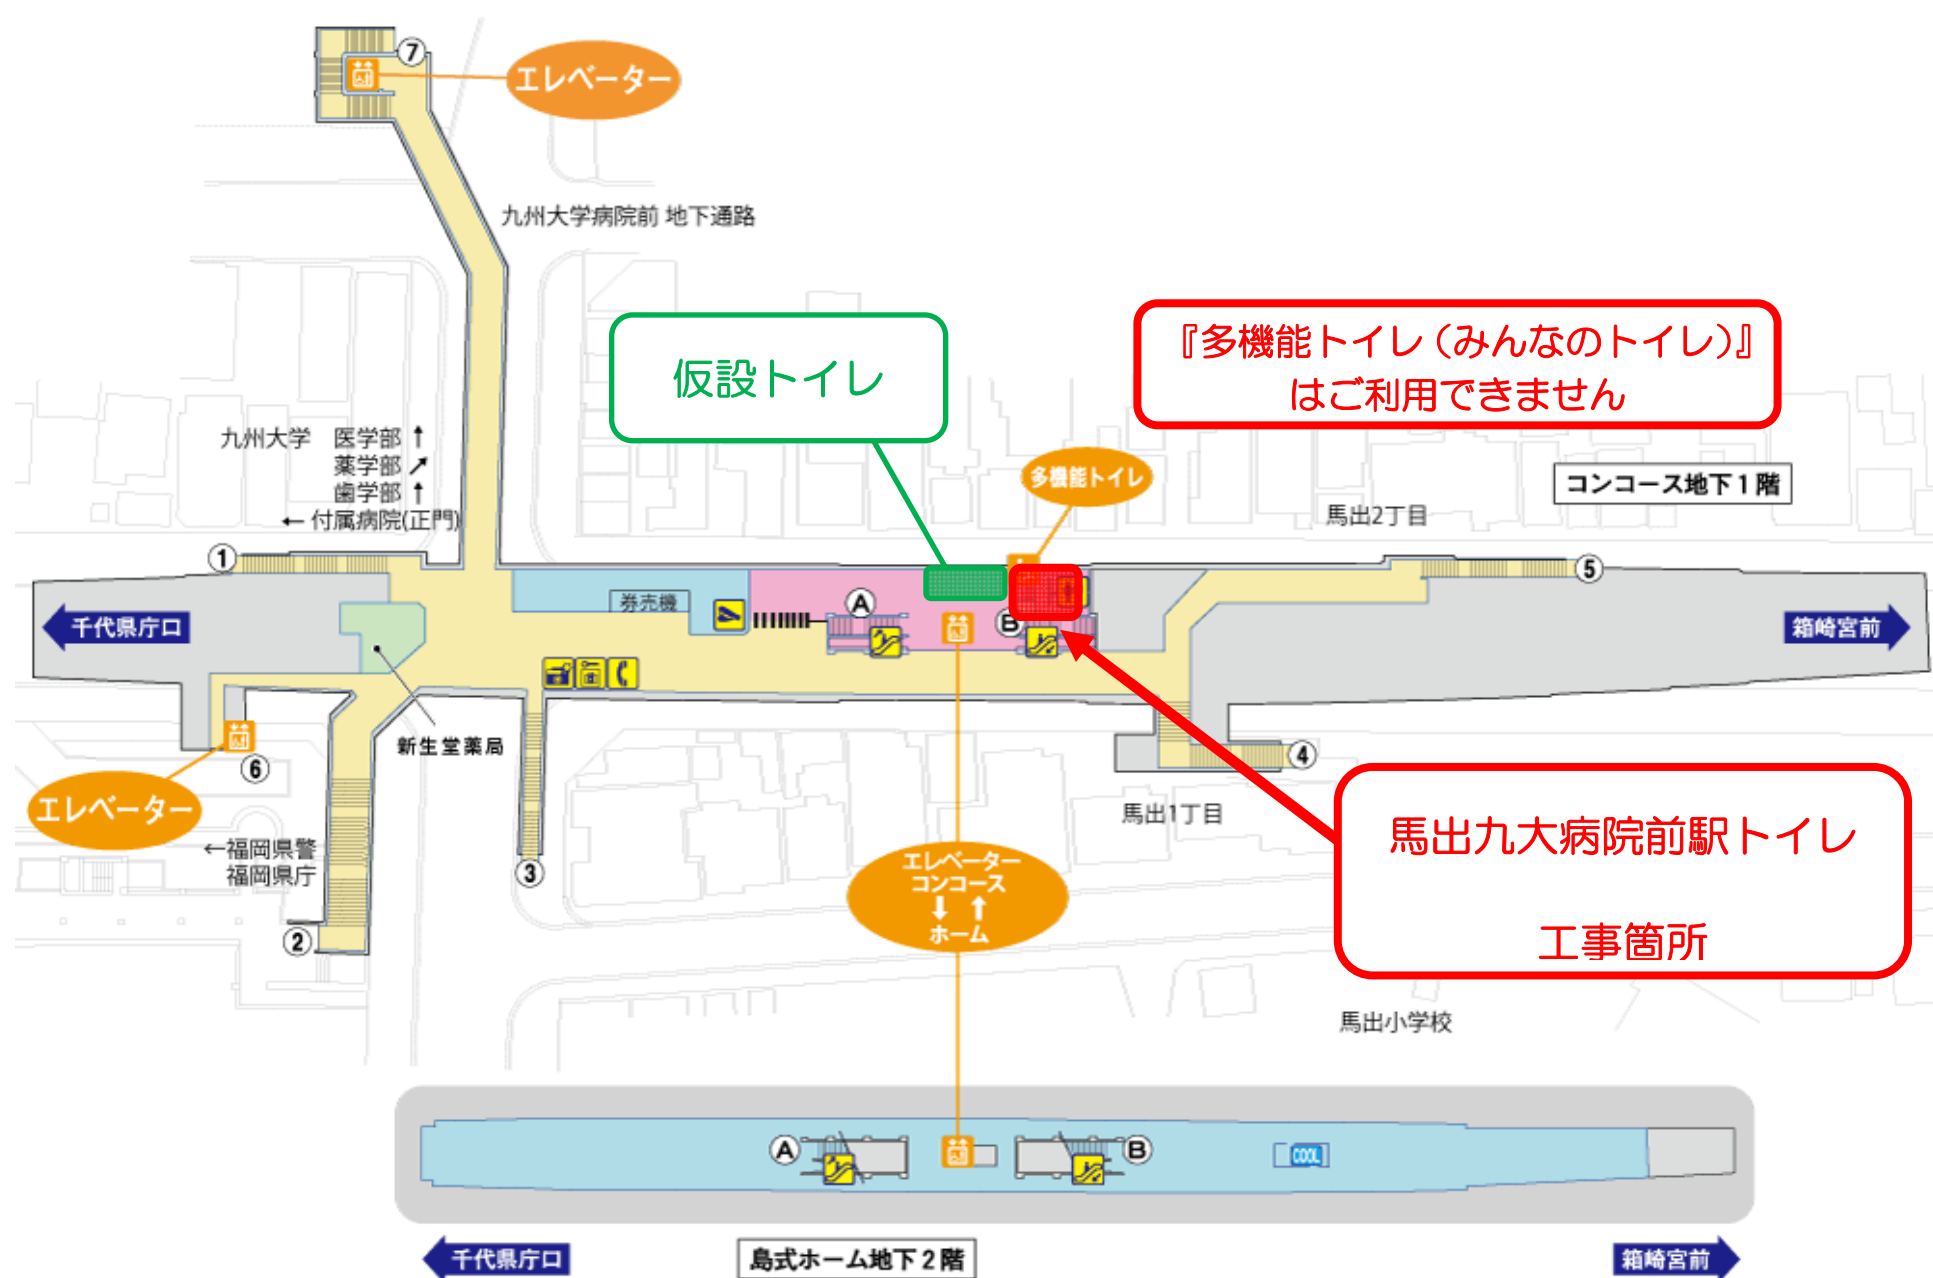 ⑦
エレベーター
九州大学病院前 地下通路
仮設トイレ
『多機能トイレ（みんなのトイレ）』
はご利用できません
多機能トイレ
コンコース地下1階
九州大学 医学部↑
薬学部↗
歯学部↑
←付属病院(正門)
馬出2丁目
①
⑤
千代県庁口
券売機
Ⓐ
Ⓑ
箱崎宮前
新生堂薬局
⑥
④
エレベーター
馬出1丁目
←福岡県警
福岡県庁
③
②
エレベーター
コンコース
↓ ↑
ホーム
馬出九大病院前駅トイレ
工事箇所
馬出小学校
Ⓐ
Ⓑ
COOL
千代県庁口
島式ホーム地下2階
箱崎宮前